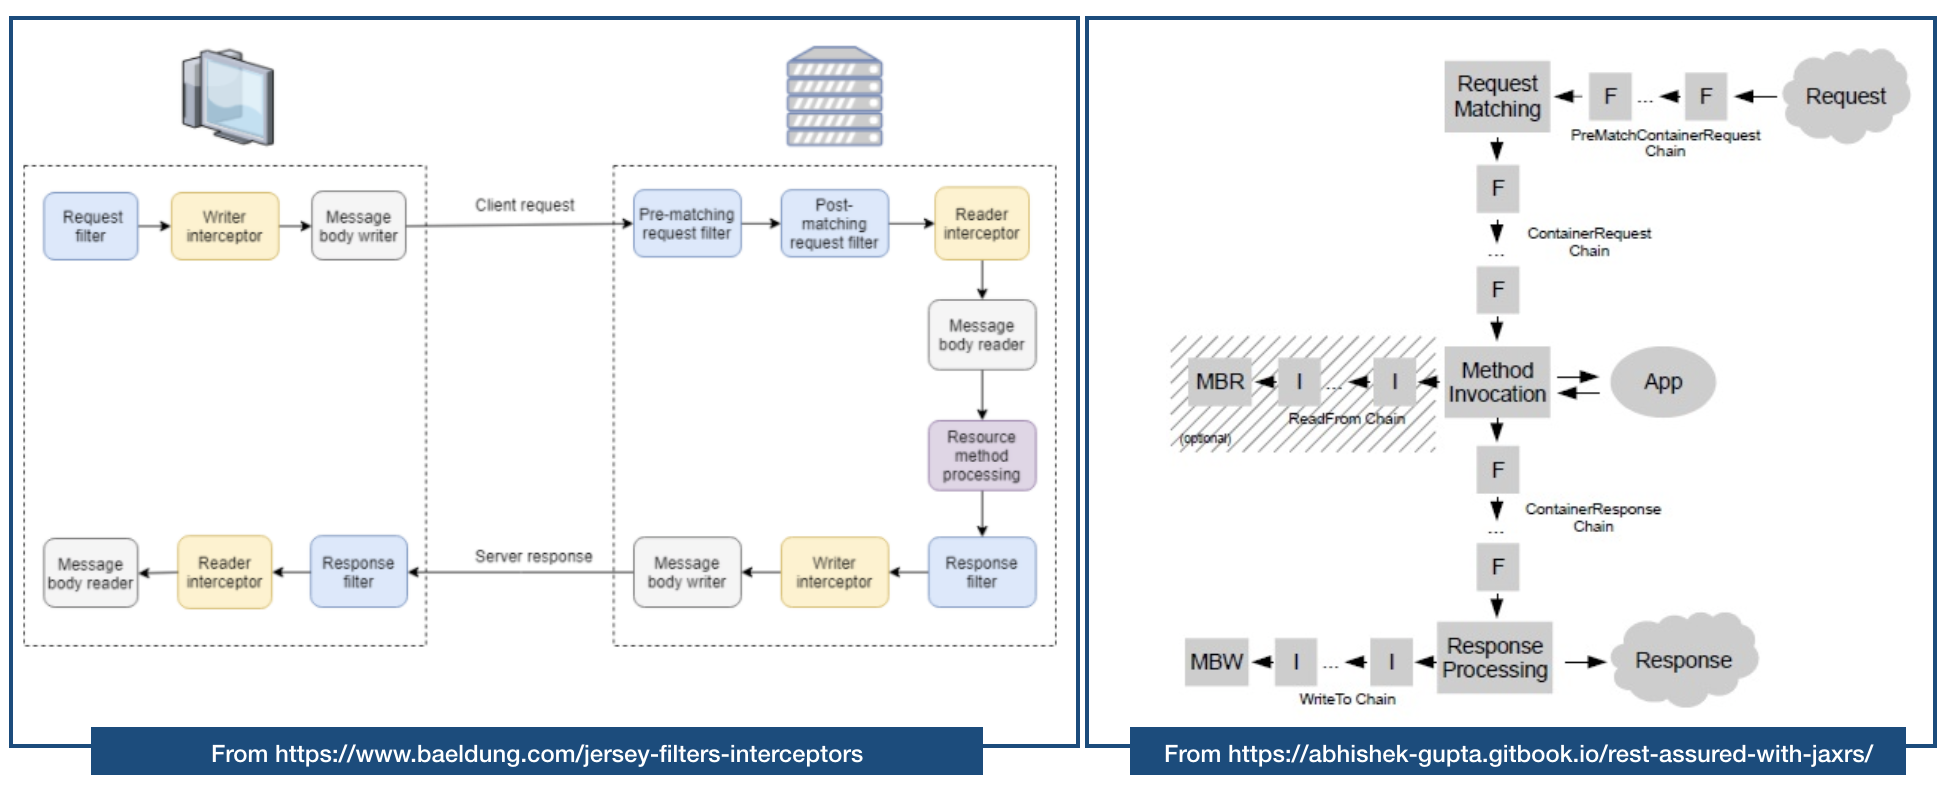 Request
filter
Writer
interceptor
Message
body writer
Client request
Pre-matching
request filter
Post-
matching
request filter
Reader
interceptor
Message
body reader
Resource
method
processing
Response
filter
Writer
interceptor
Message
body writer
Server response
Response
filter
Reader
interceptor
Message
body reader
From https://www.baeldung.com/jersey-filters-interceptors
Request
F
...
F
Request
Matching
PreMatchContainerRequest
Chain
F
ContainerRequest
Chain
...
F
Method
Invocation
App
I
...
I
MBR
ReadFrom Chain
(optional)
F
ContainerResponse
Chain
...
F
Response
Processing
Response
I
...
I
MBW
WriteTo Chain
From https://abhishek-gupta.gitbook.io/rest-assured-with-jaxrs/